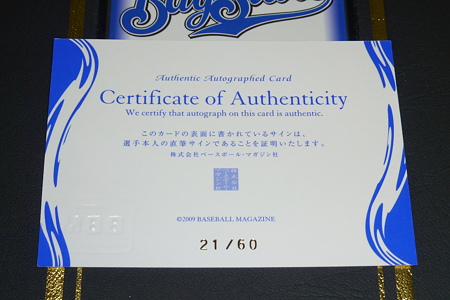 BayStars
Authentic Autographed Card
Certificate of Authenticity
We certify that autograph on this card is authentic.
このカードの表面に書かれているサインは、
選手本人の直筆サインであることを証明いたします。
株式会社ベースボール・マガジン社
©2009 BASEBALL MAGAZINE
21/60